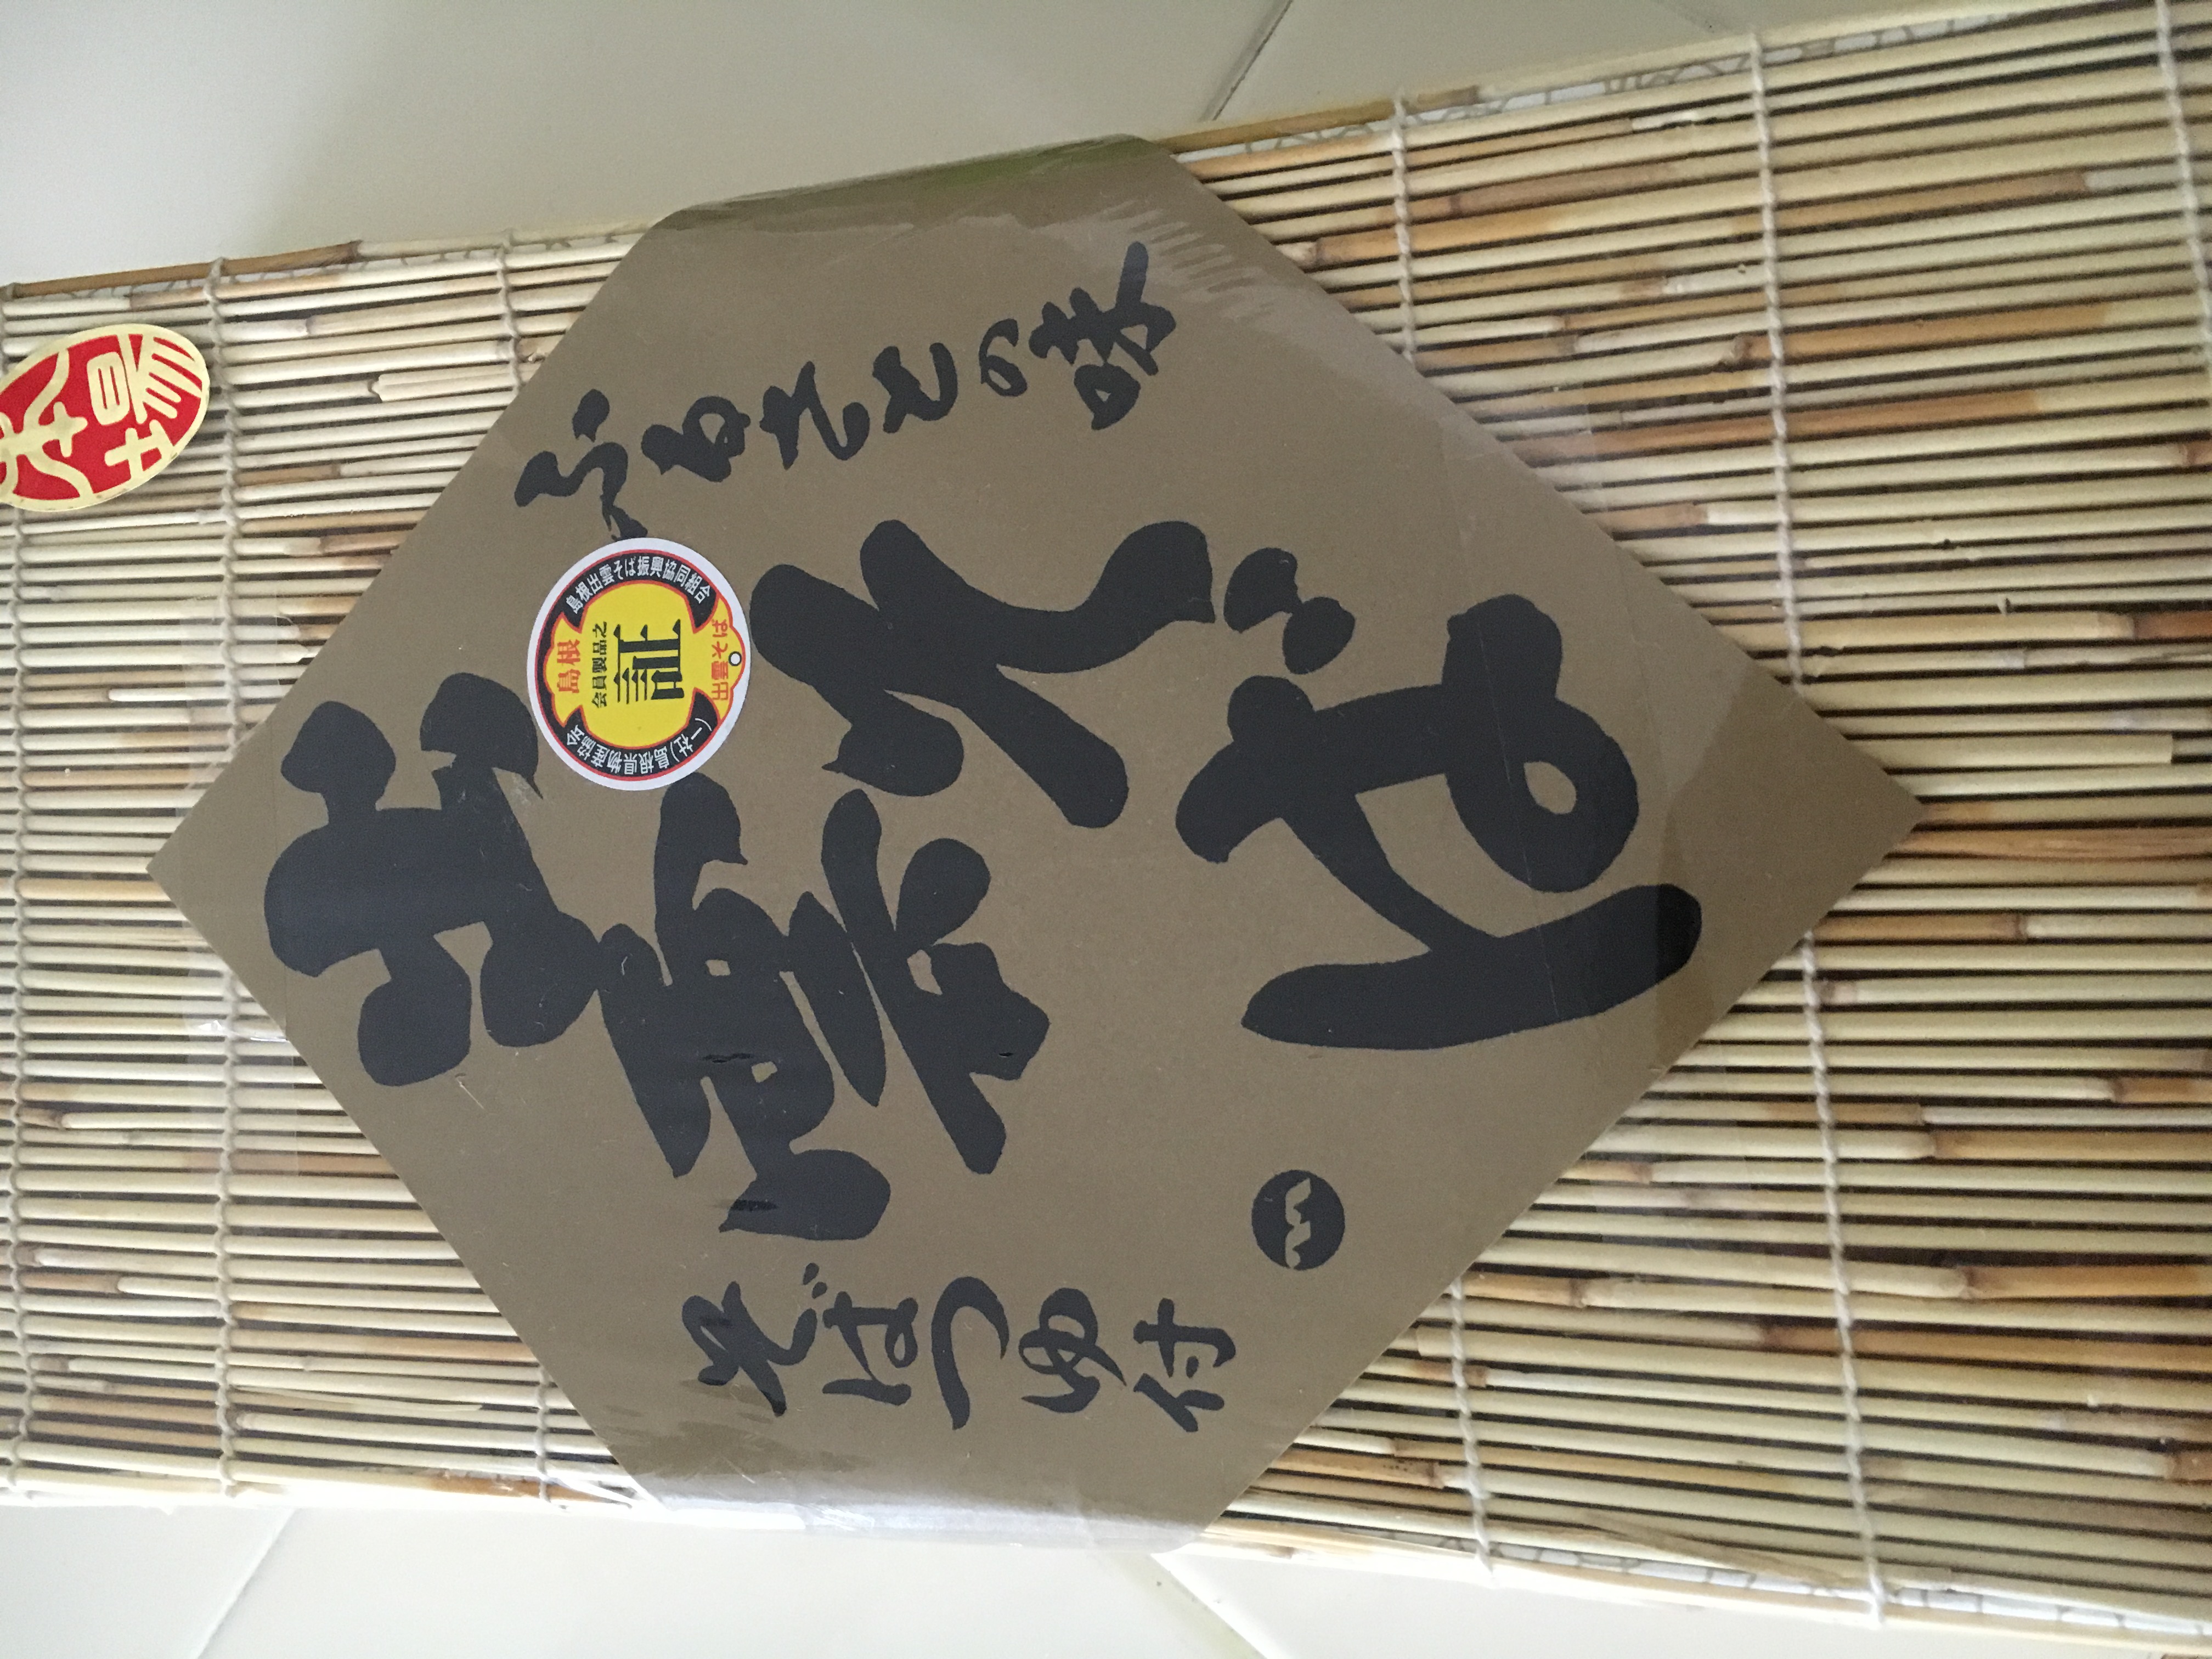 ふるさとの味
出雲
そば
そばつゆ付
島根出雲そば振興協同組合
島根
会員製品之
証
出雲そば
(一社)島根県物産協会